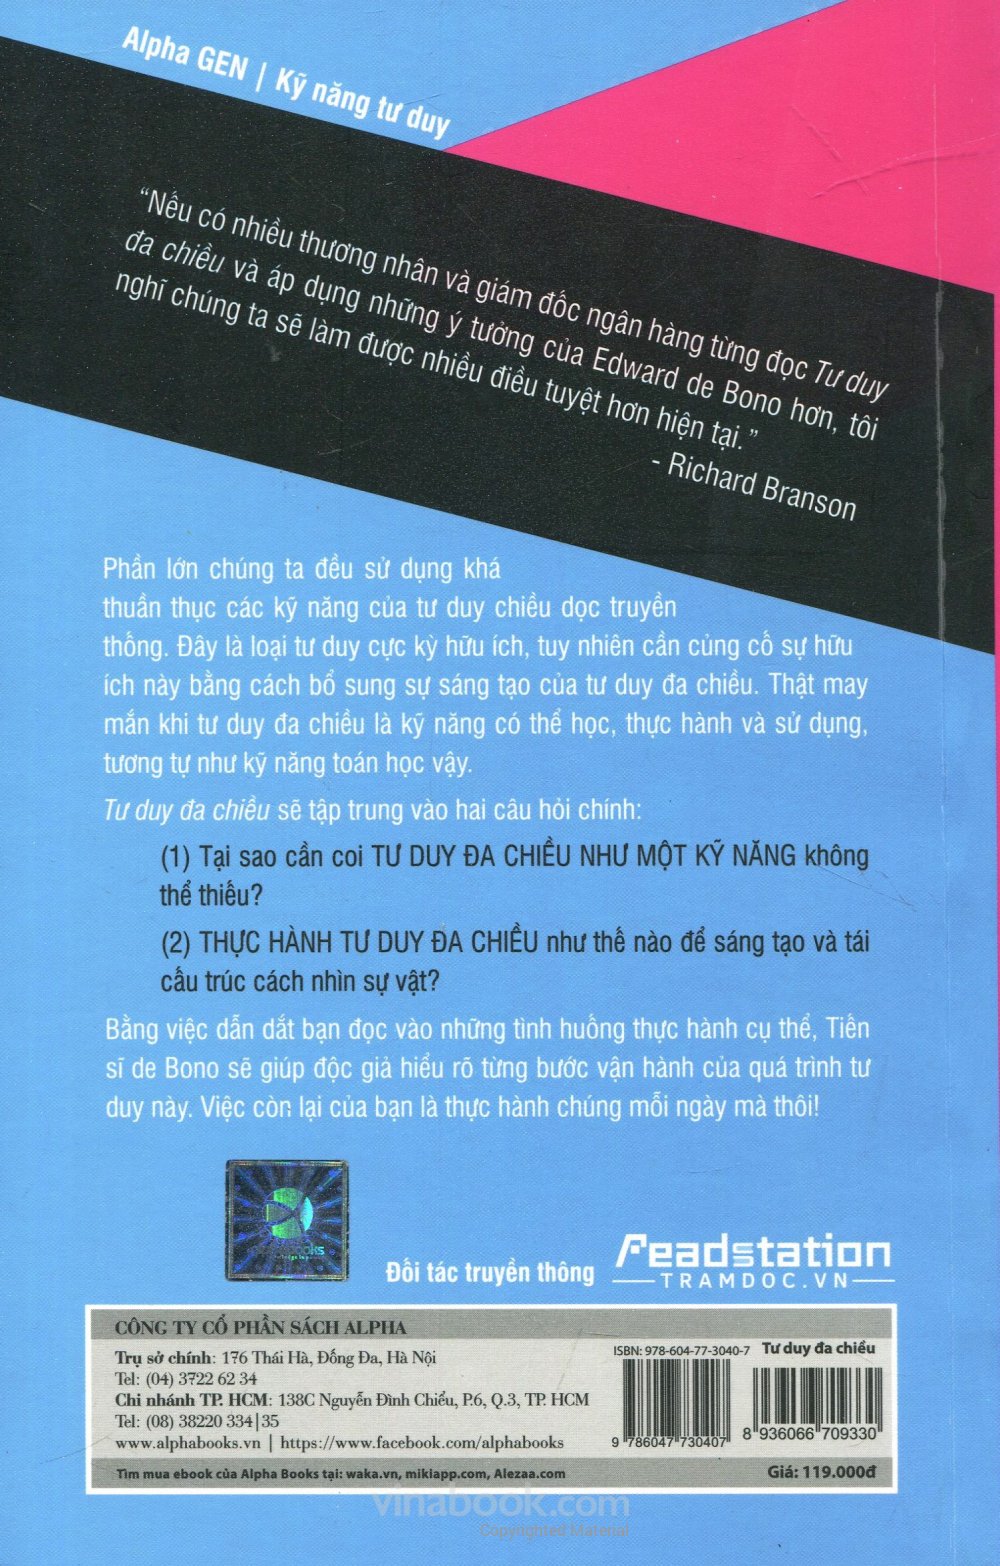 Alpha GEN | Kỹ năng tư duy
“Nếu có nhiều thương nhân và giám đốc ngân hàng từng đọc Tư duy
đa chiều và áp dụng những ý tưởng của Edward de Bono hơn, tôi
nghĩ chúng ta sẽ làm được nhiều điều tuyệt hơn hiện tại.”
- Richard Branson
Phần lớn chúng ta đều sử dụng khá
thuần thục các kỹ năng của tư duy chiều dọc truyền
thống. Đây là loại tư duy cực kỳ hữu ích, tuy nhiên cần củng cố sự hữu
ích này bằng cách bổ sung sự sáng tạo của tư duy đa chiều. Thật may
mắn khi tư duy đa chiều là kỹ năng có thể học, thực hành và sử dụng,
tương tự như kỹ năng toán học vậy.
Tư duy đa chiều sẽ tập trung vào hai câu hỏi chính:
(1) Tại sao cần coi TƯ DUY ĐA CHIỀU NHƯ MỘT KỸ NĂNG không
thể thiếu?
(2) THỰC HÀNH TƯ DUY ĐA CHIỀU như thế nào để sáng tạo và tái
cấu trúc cách nhìn sự vật?
Bằng việc dẫn dắt bạn đọc vào những tình huống thực hành cụ thể, Tiến
sĩ de Bono sẽ giúp độc giả hiểu rõ từng bước vận hành của quá trình tư
duy này. Việc còn lại của bạn là thực hành chúng mỗi ngày mà thôi!
Đối tác truyền thông
Readstation
TRAMDOC.VN
CÔNG TY CỔ PHẦN SÁCH ALPHA
Trụ sở chính: 176 Thái Hà, Đống Đa, Hà Nội
Tel: (04) 3722 62 34
Chi nhánh TP. HCM: 138C Nguyễn Đình Chiểu, P.6, Q.3, TP. HCM
Tel: (08) 38220 334|35
www.alphabooks.vn | https://www.facebook.com/alphabooks
Tìm mua ebook của Alpha Books tại: waka.vn, mikiapp.com, Alezaa.com
ISBN: 978-604-77-3040-7
Tư duy đa chiều
9 786047 730407
8 936066 709330
Giá: 119.000đ
vinabook.com
Copyrighted Material